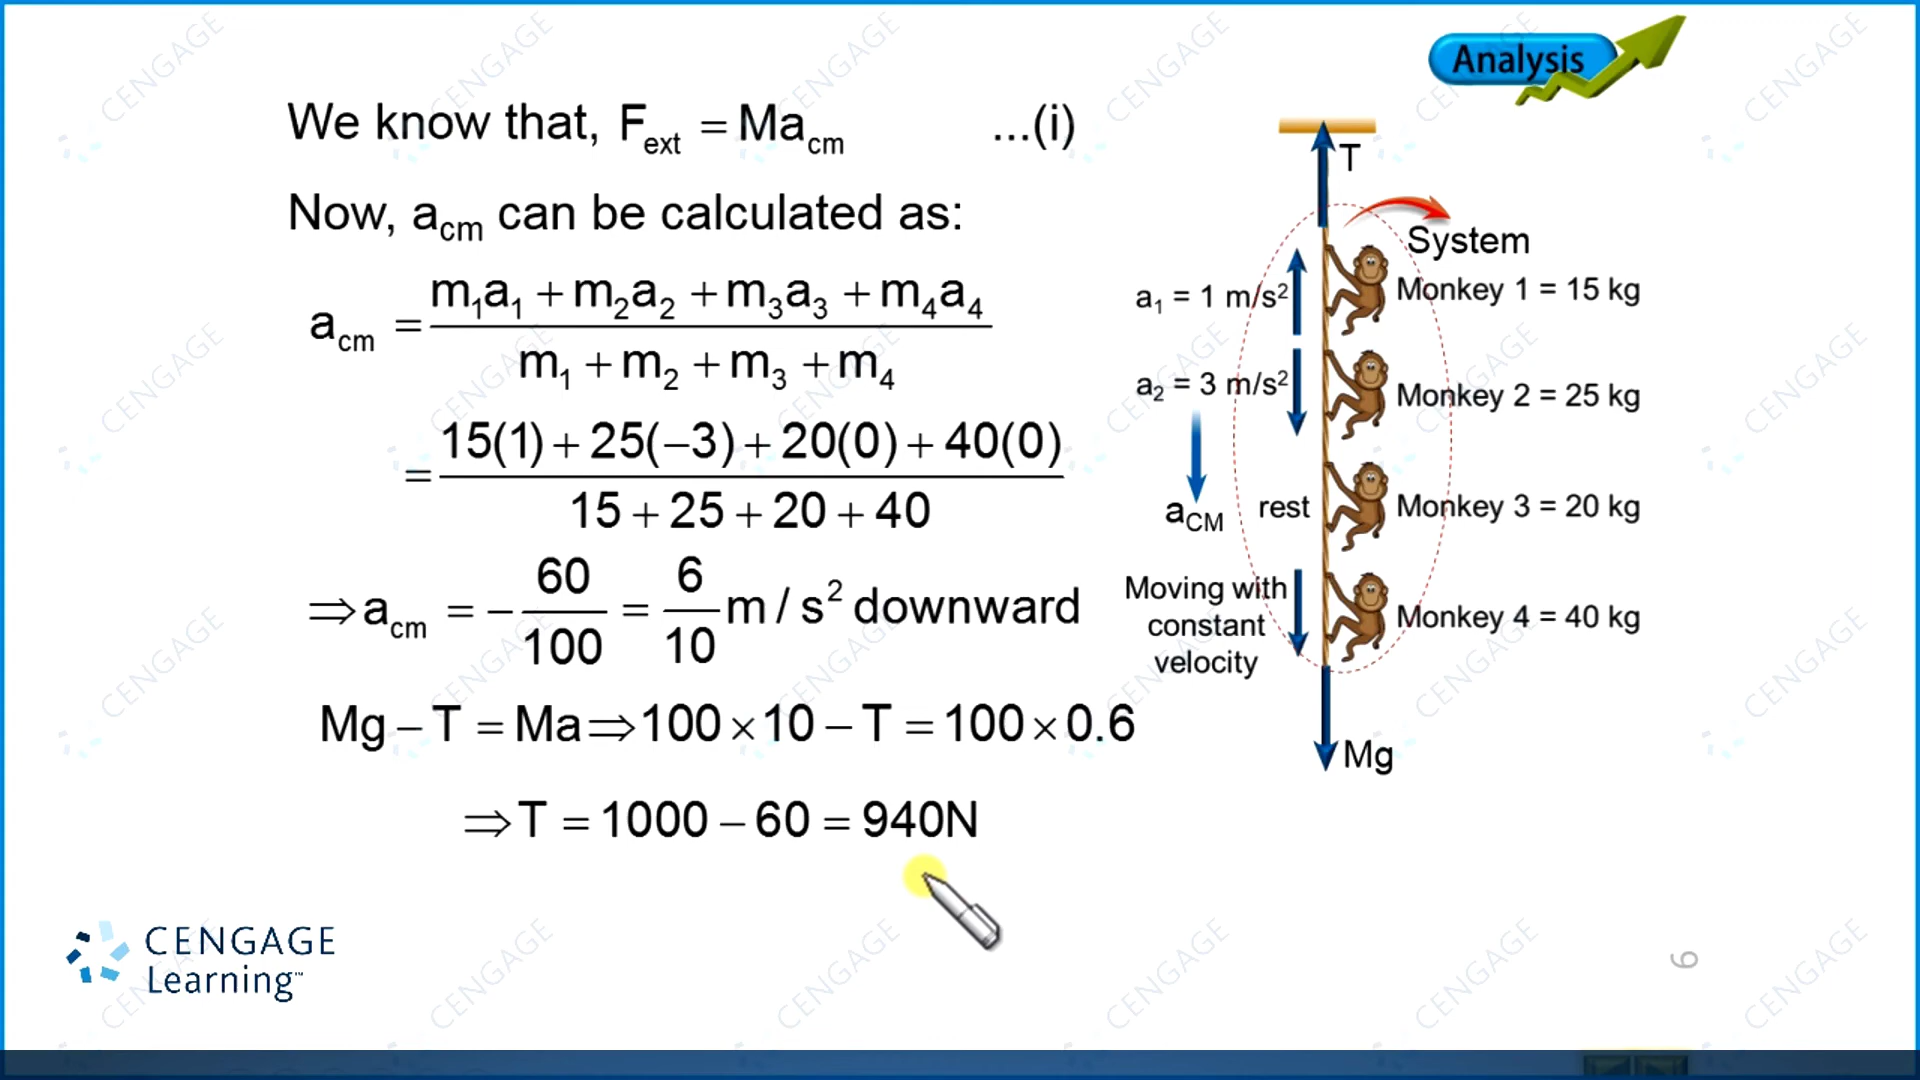 Analysis
We know that, F_ext = Ma_cm ...(i)
Now, a_cm can be calculated as:
a_cm = (m₁a₁ + m₂a₂ + m₃a₃ + m₄a₄) / (m₁ + m₂ + m₃ + m₄)
= (15(1) + 25(−3) + 20(0) + 40(0)) / (15 + 25 + 20 + 40)
⇒ a_cm = − 60/100 = 6/10 m / s² downward
Mg − T = Ma ⇒ 100 × 10 − T = 100 × 0.6
⇒ T = 1000 − 60 = 940N
T
System
a₁ = 1 m/s²
Monkey 1 = 15 kg
a₂ = 3 m/s²
Monkey 2 = 25 kg
a_CM
rest
Monkey 3 = 20 kg
Moving with
constant
velocity
Monkey 4 = 40 kg
Mg
CENGAGE
Learning™
9
CENGAGE